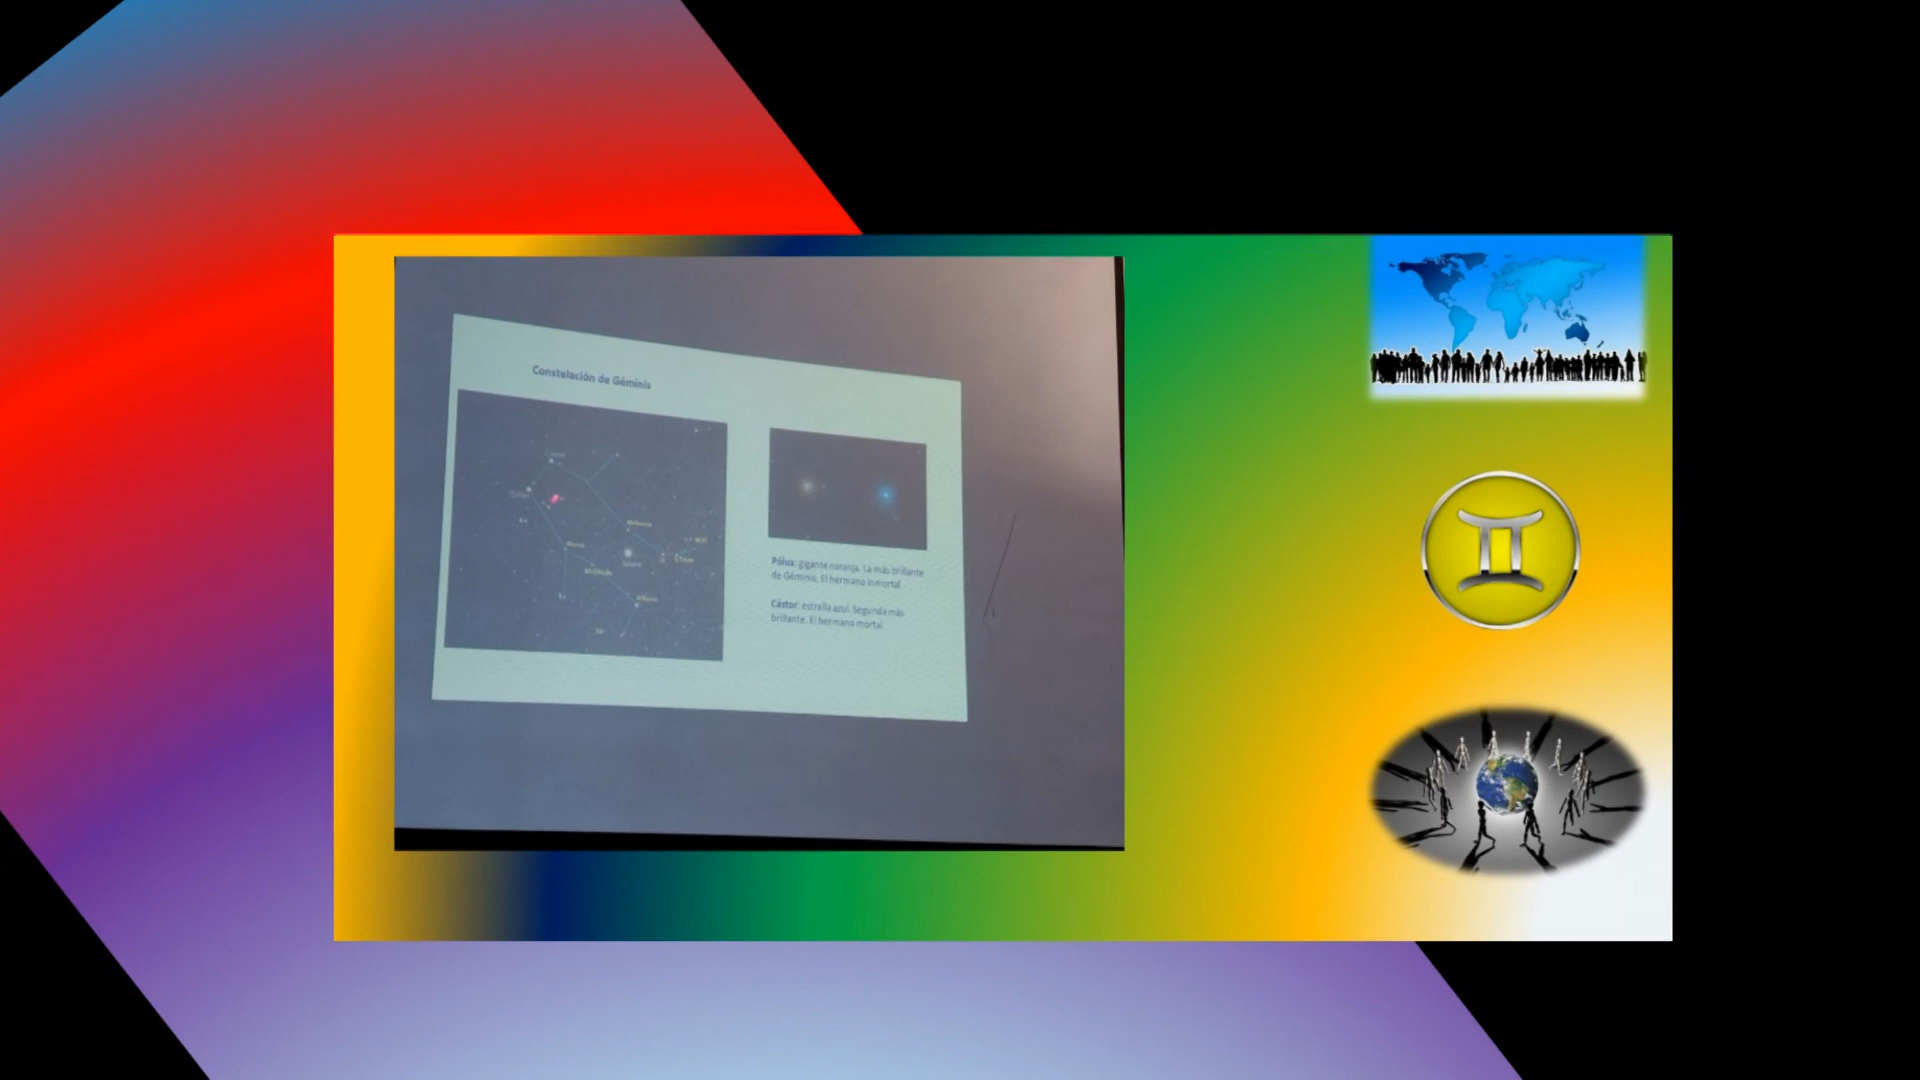 Constelación de Géminis
Pólux: gigante naranja. La más brillante
de Géminis. El hermano inmortal
Cástor: estrella azul. Segunda más
brillante. El hermano mortal